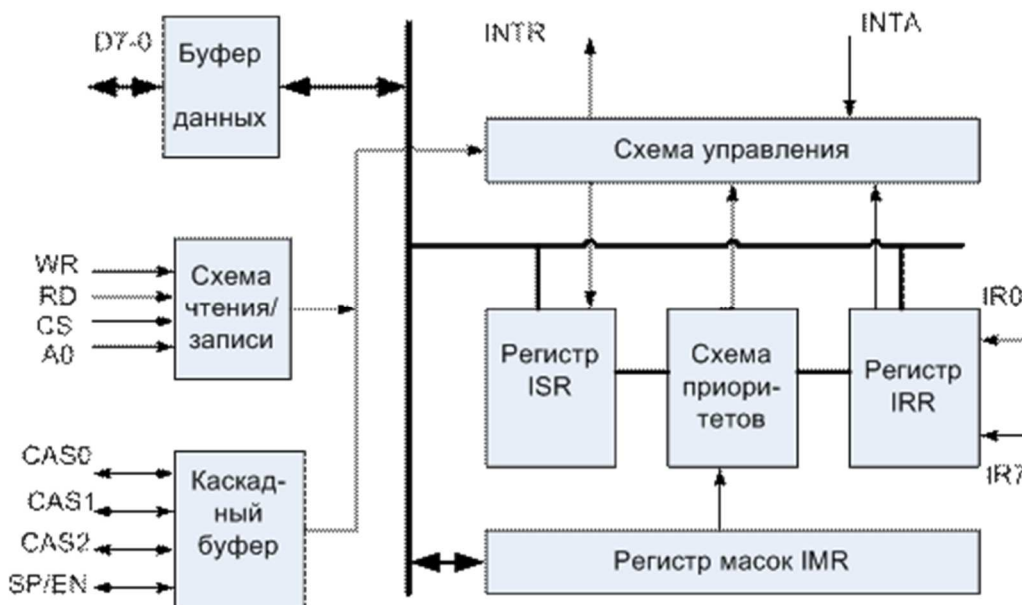 D7-0
Буфер
данных
INTR
INTA
Схема управления
WR
RD
CS
A0
Схема
чтения/
записи
Регистр
ISR
Схема
приори-
тетов
Регистр
IRR
IR0
IR7
CAS0
CAS1
CAS2
SP/EN
Каскад-
ный
буфер
Регистр масок IMR